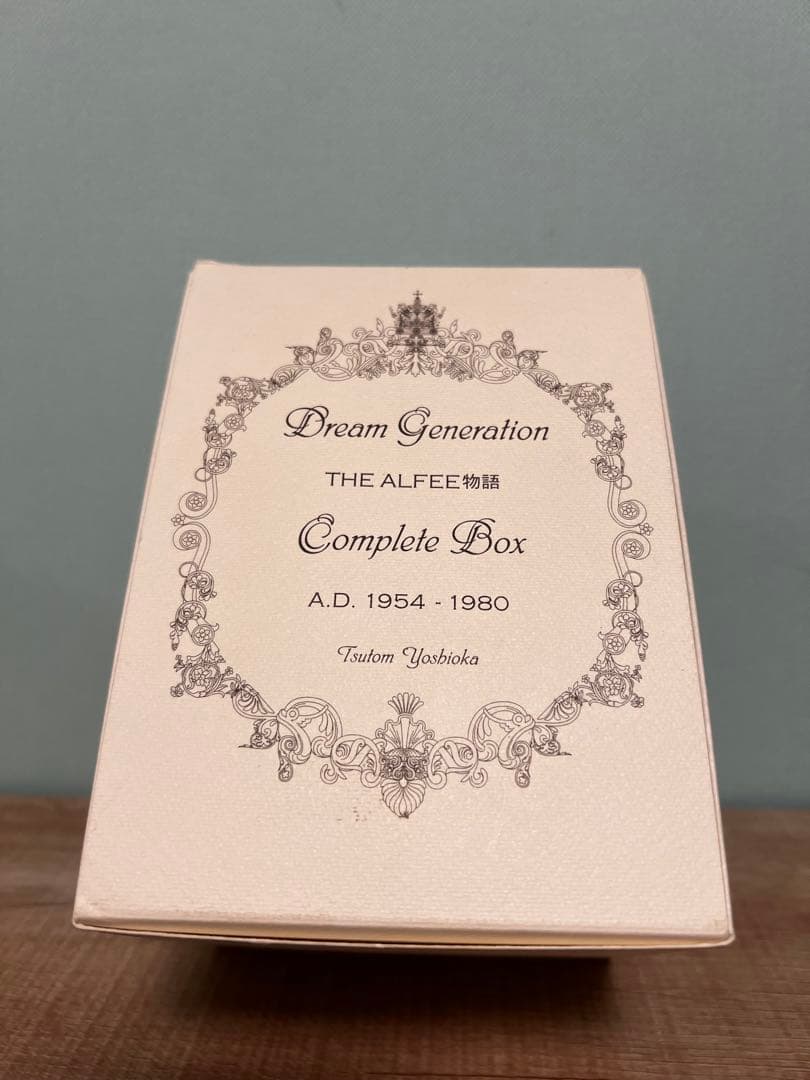 Dream Generation
THE ALFEE物語
Complete Box
A.D. 1954 - 1980
Tsutom Yoshioka